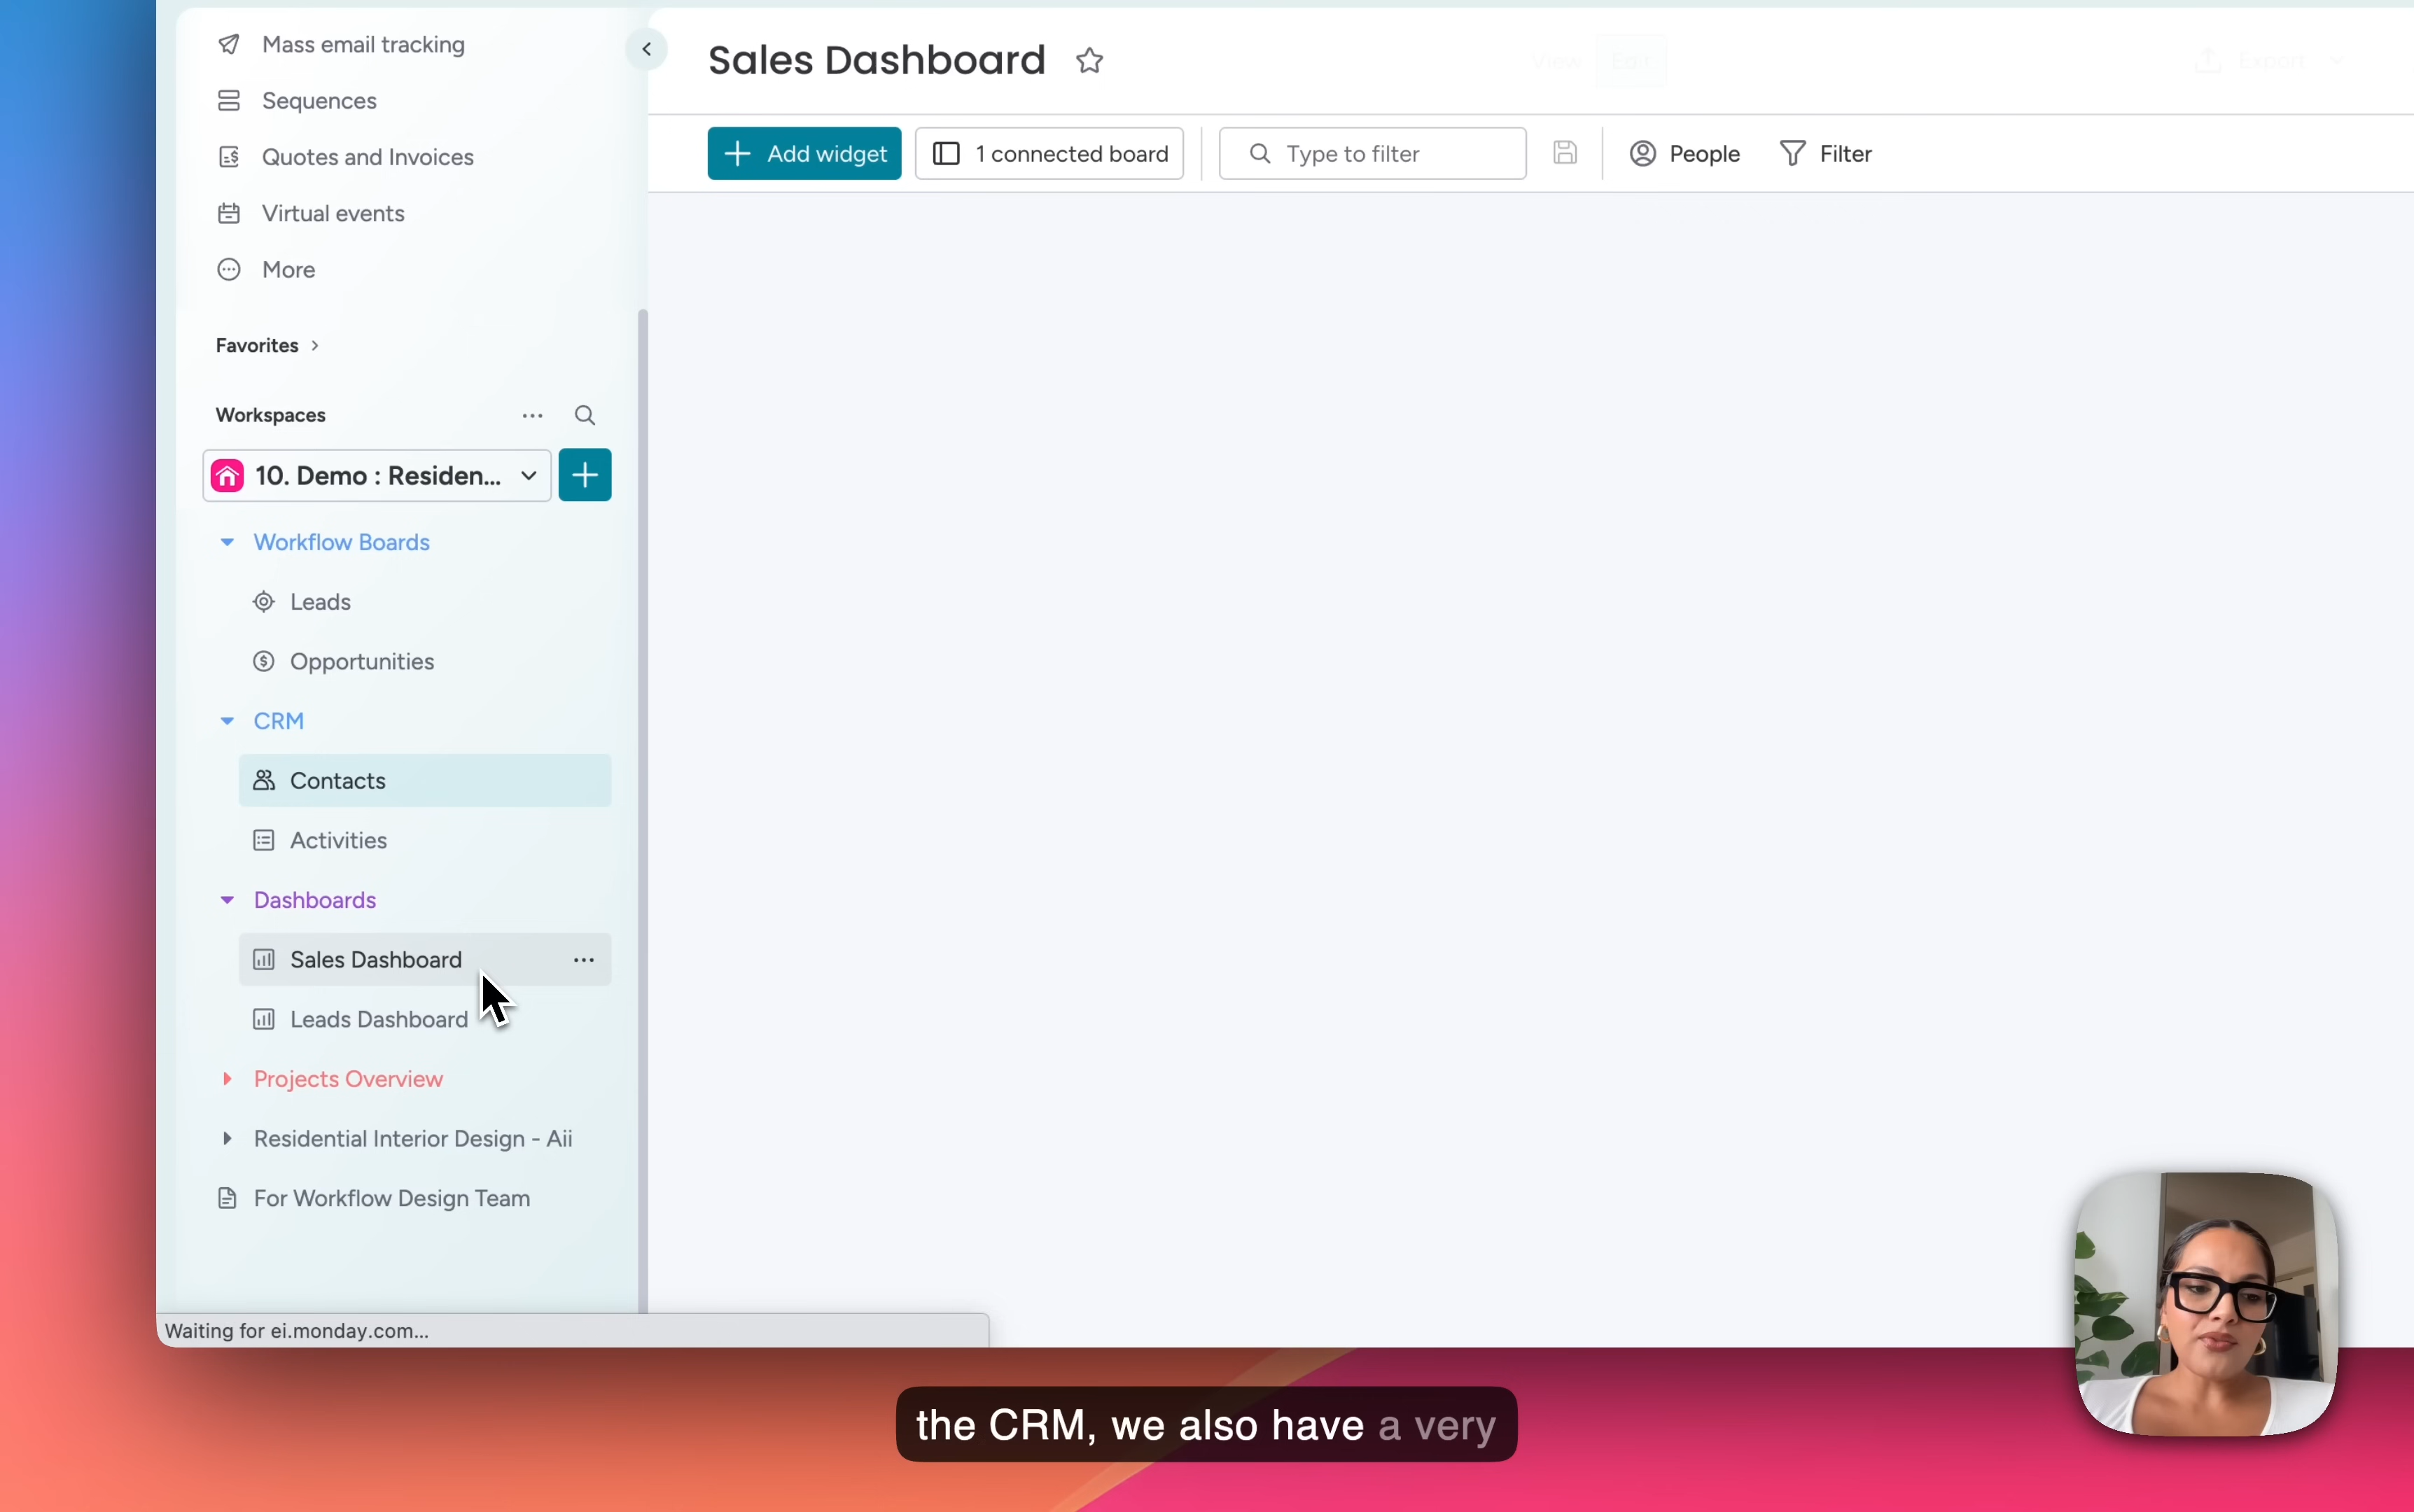 Mass email tracking
Sequences
Quotes and Invoices
Virtual events
More
Favorites
Workspaces
10. Demo : Residen...
Workflow Boards
Leads
Opportunities
CRM
Contacts
Activities
Dashboards
Sales Dashboard
Leads Dashboard
Projects Overview
Residential Interior Design - Aii
For Workflow Design Team
Waiting for ei.monday.com...
Sales Dashboard
Export
Add widget
1 connected board
Type to filter
People
Filter
the CRM, we also have a very